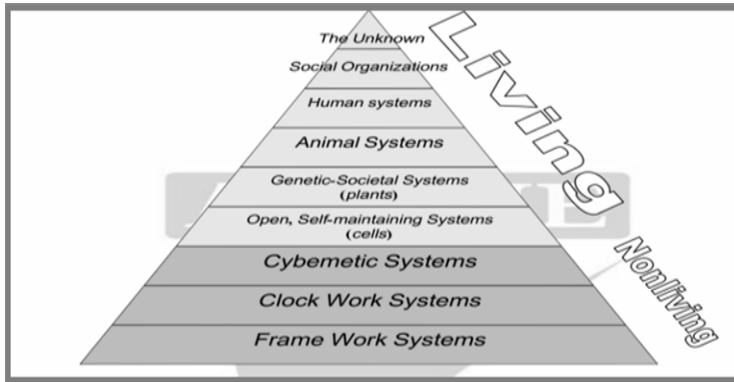 The Unknown
Social Organizations
Human systems
Animal Systems
Genetic-Societal Systems
(plants)
Open, Self-maintaining Systems
(cells)
Cybemetic Systems
Clock Work Systems
Frame Work Systems
Living
Nonliving